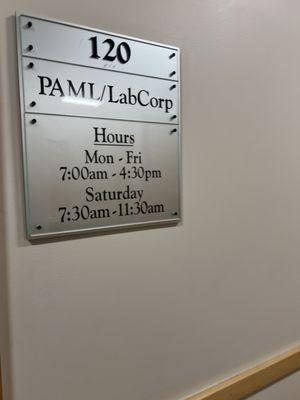 120
PAML/LabCorp
Hours
Mon - Fri
7:00am - 4:30pm
Saturday
7:30am-11:30am